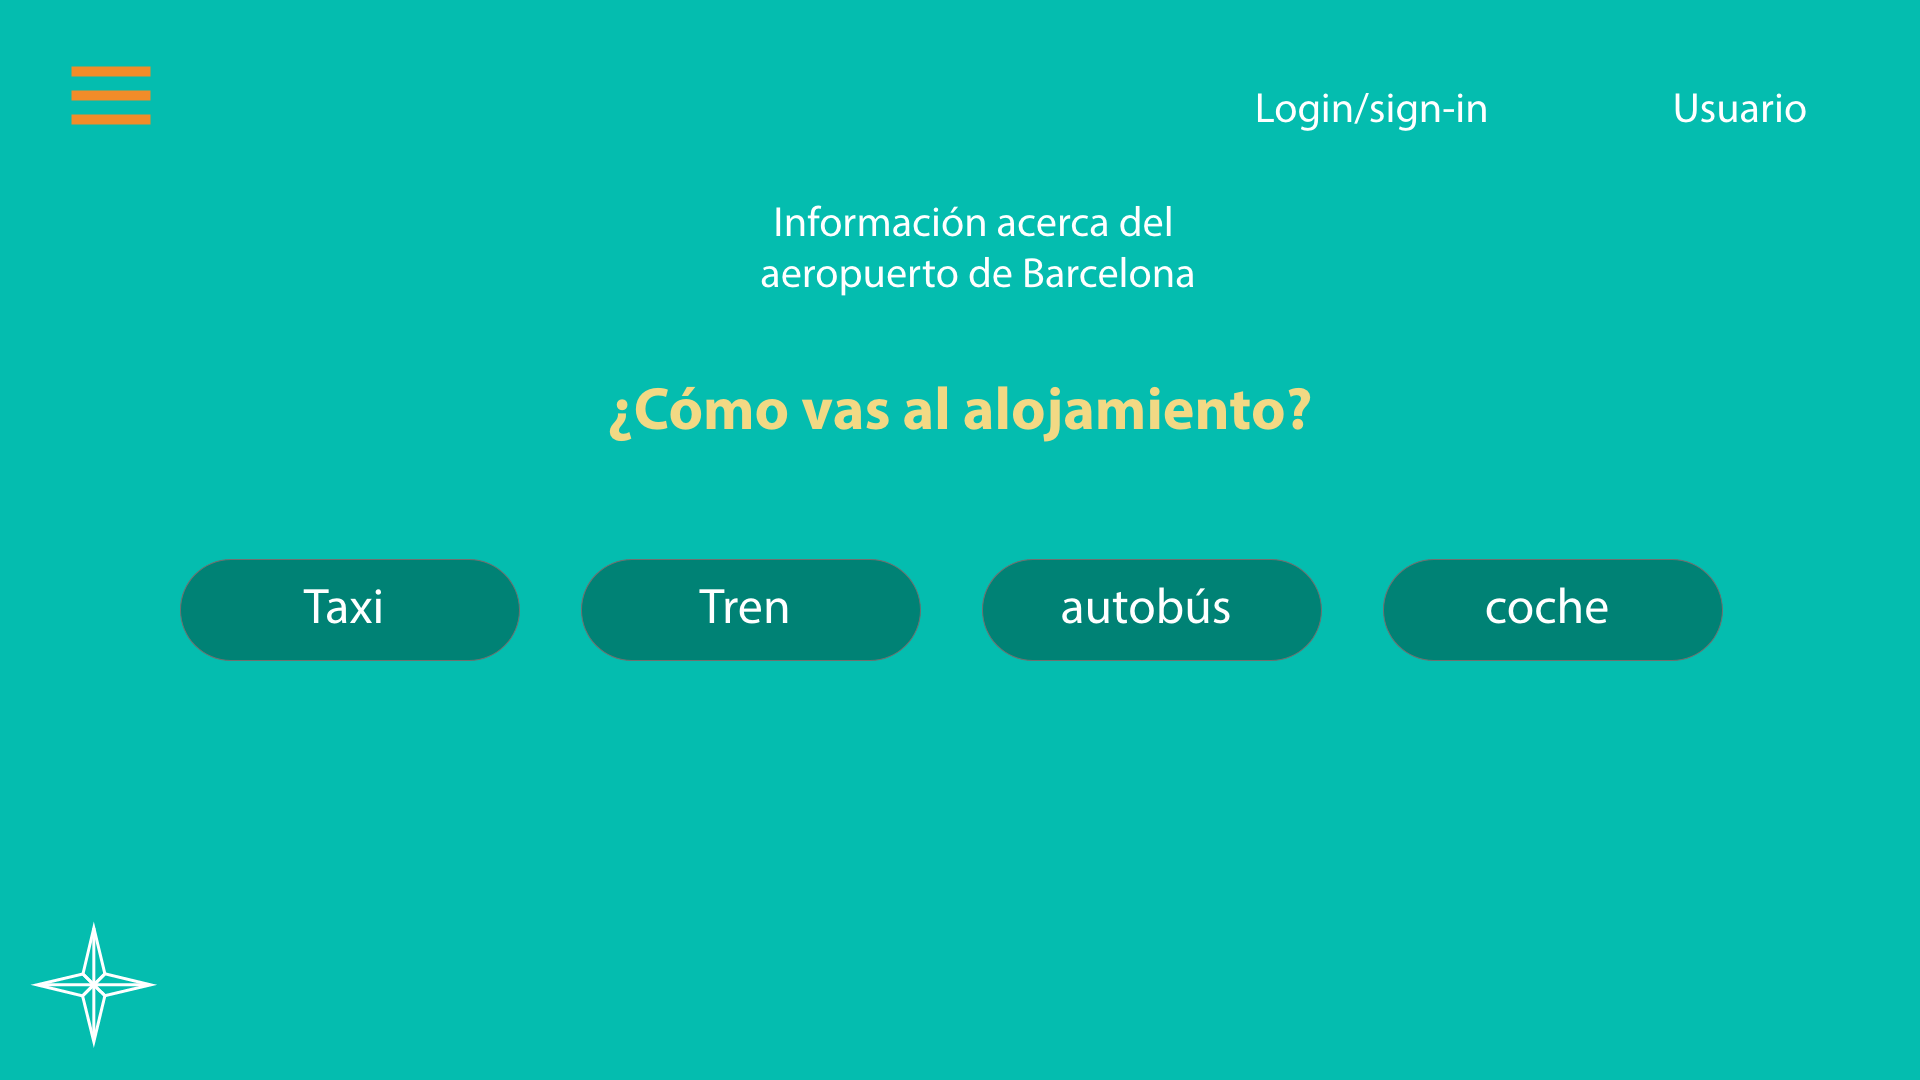 Login/sign-in
Usuario
Información acerca del
aeropuerto de Barcelona
¿Cómo vas al alojamiento?
Taxi
Tren
autobús
coche